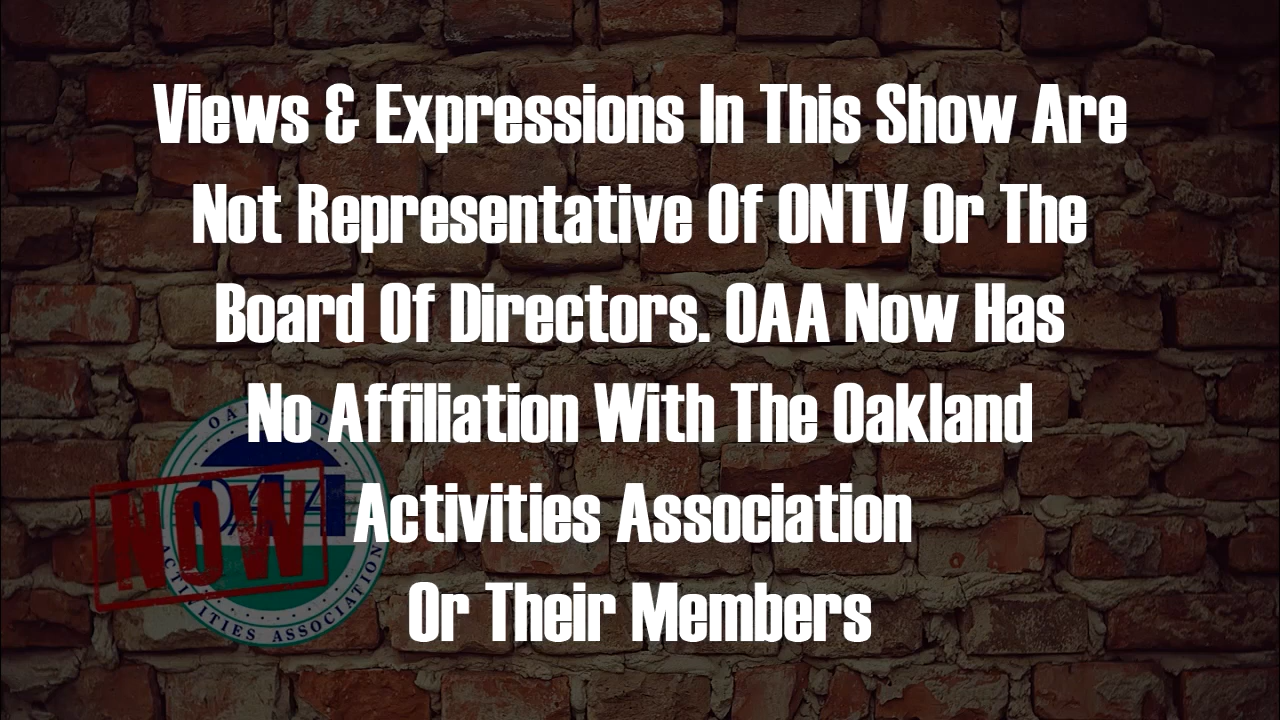 Views & Expressions In This Show Are
Not Representative Of ONTV Or The
Board Of Directors. OAA Now Has
No Affiliation With The Oakland
Activities Association
Or Their Members
OAA
NOW
ACTIVITIES ASSOCIATION